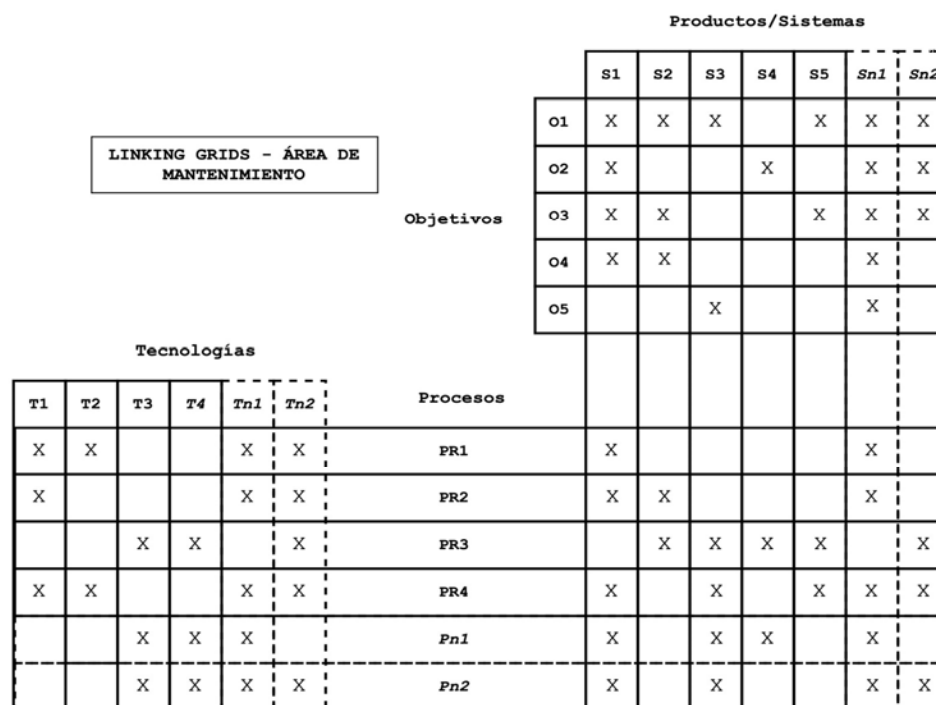 Productos/Sistemas
S1 S2 S3 S4 S5 Sn1 Sn2
O1 X X X X X X
LINKING GRIDS – ÁREA DE
MANTENIMIENTO
O2 X X X X
Objetivos
O3 X X X X X
O4 X X X
O5 X X
Tecnologías
T1 T2 T3 T4 Tn1 Tn2 Procesos
X X X X PR1 X X
X X X PR2 X X X
X X X PR3 X X X X X
X X X X PR4 X X X X X
X X X Pn1 X X X X
X X X X Pn2 X X X X